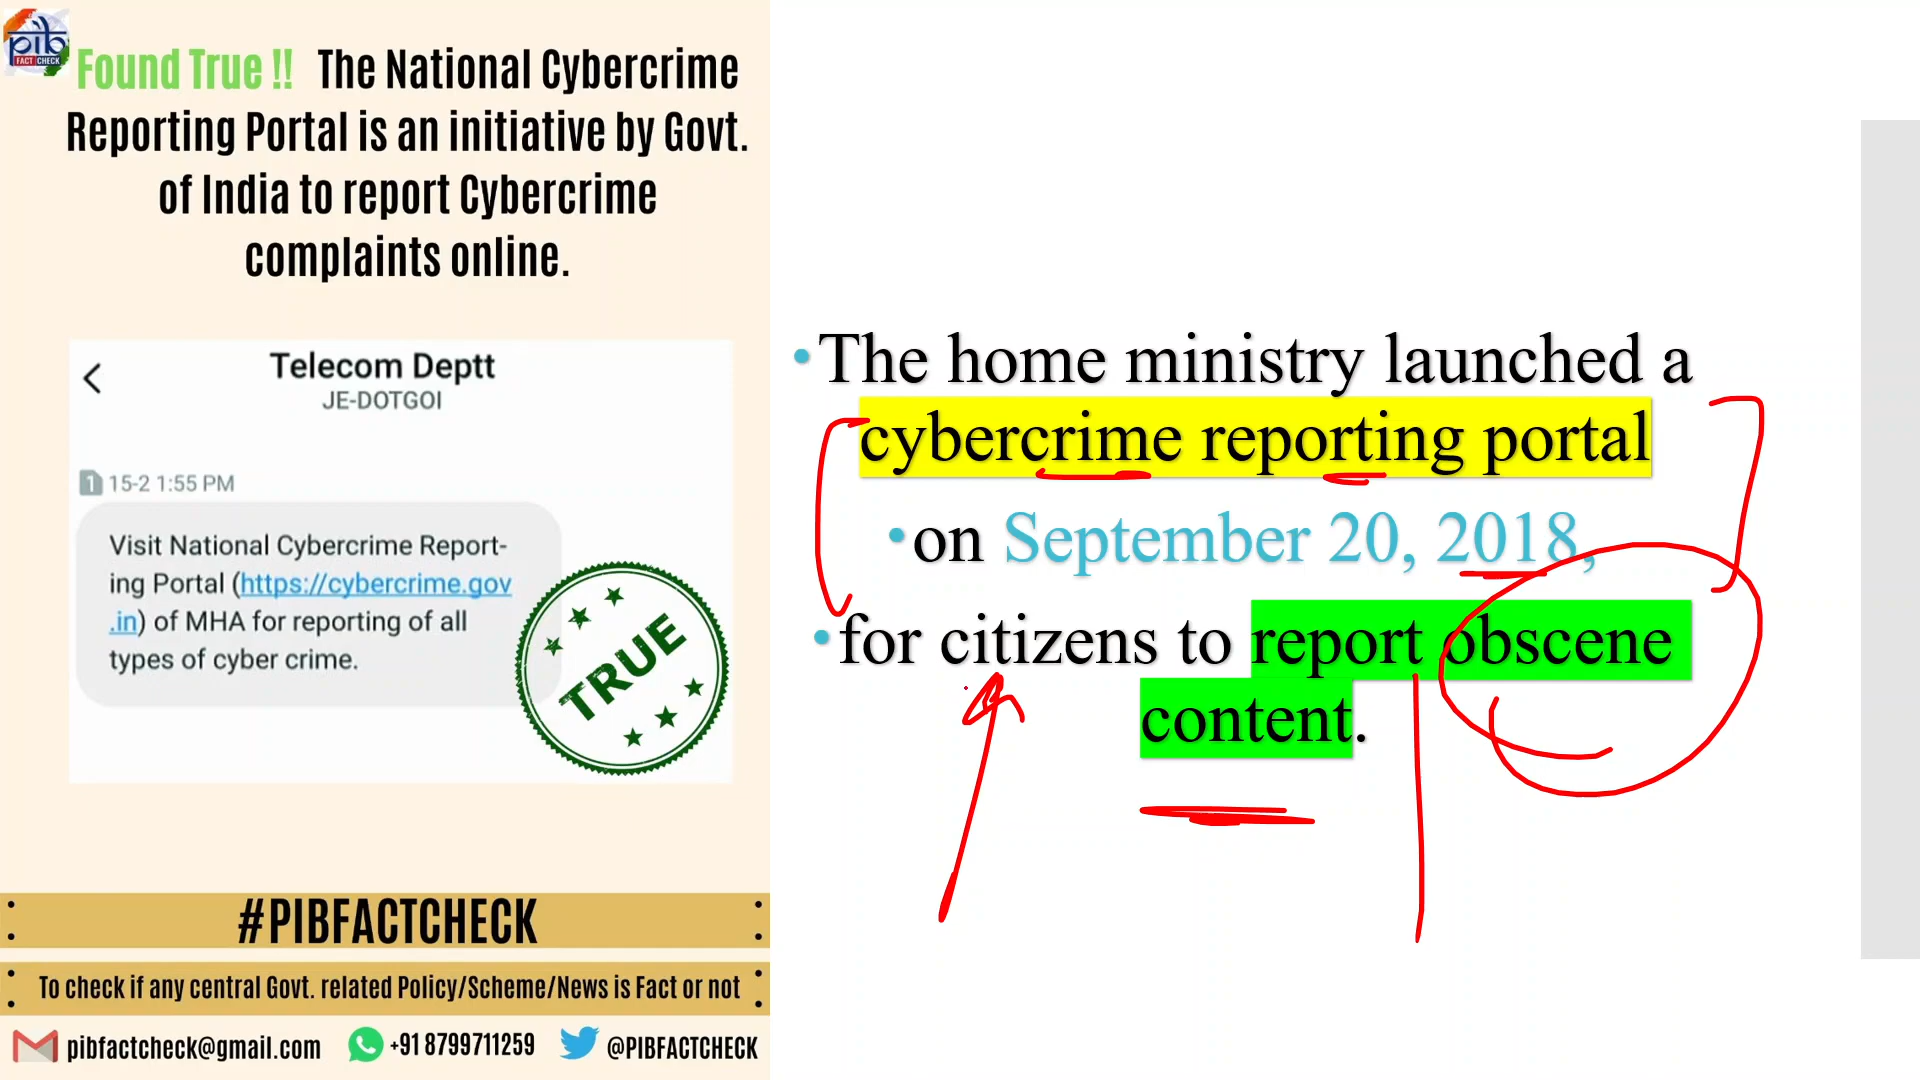 pib
FACT CHECK
Found True !! The National Cybercrime
Reporting Portal is an initiative by Govt.
of India to report Cybercrime
complaints online.
Telecom Deptt
JE-DOTGOI
1 15-2 1:55 PM
Visit National Cybercrime Report-
ing Portal (https://cybercrime.gov
.in) of MHA for reporting of all
types of cyber crime.
TRUE
#PIBFACTCHECK
To check if any central Govt. related Policy/Scheme/News is Fact or not
pibfactcheck@gmail.com +91 8799711259 @PIBFACTCHECK
•The home ministry launched a
cybercrime reporting portal
•on September 20, 2018,
•for citizens to report obscene
content.